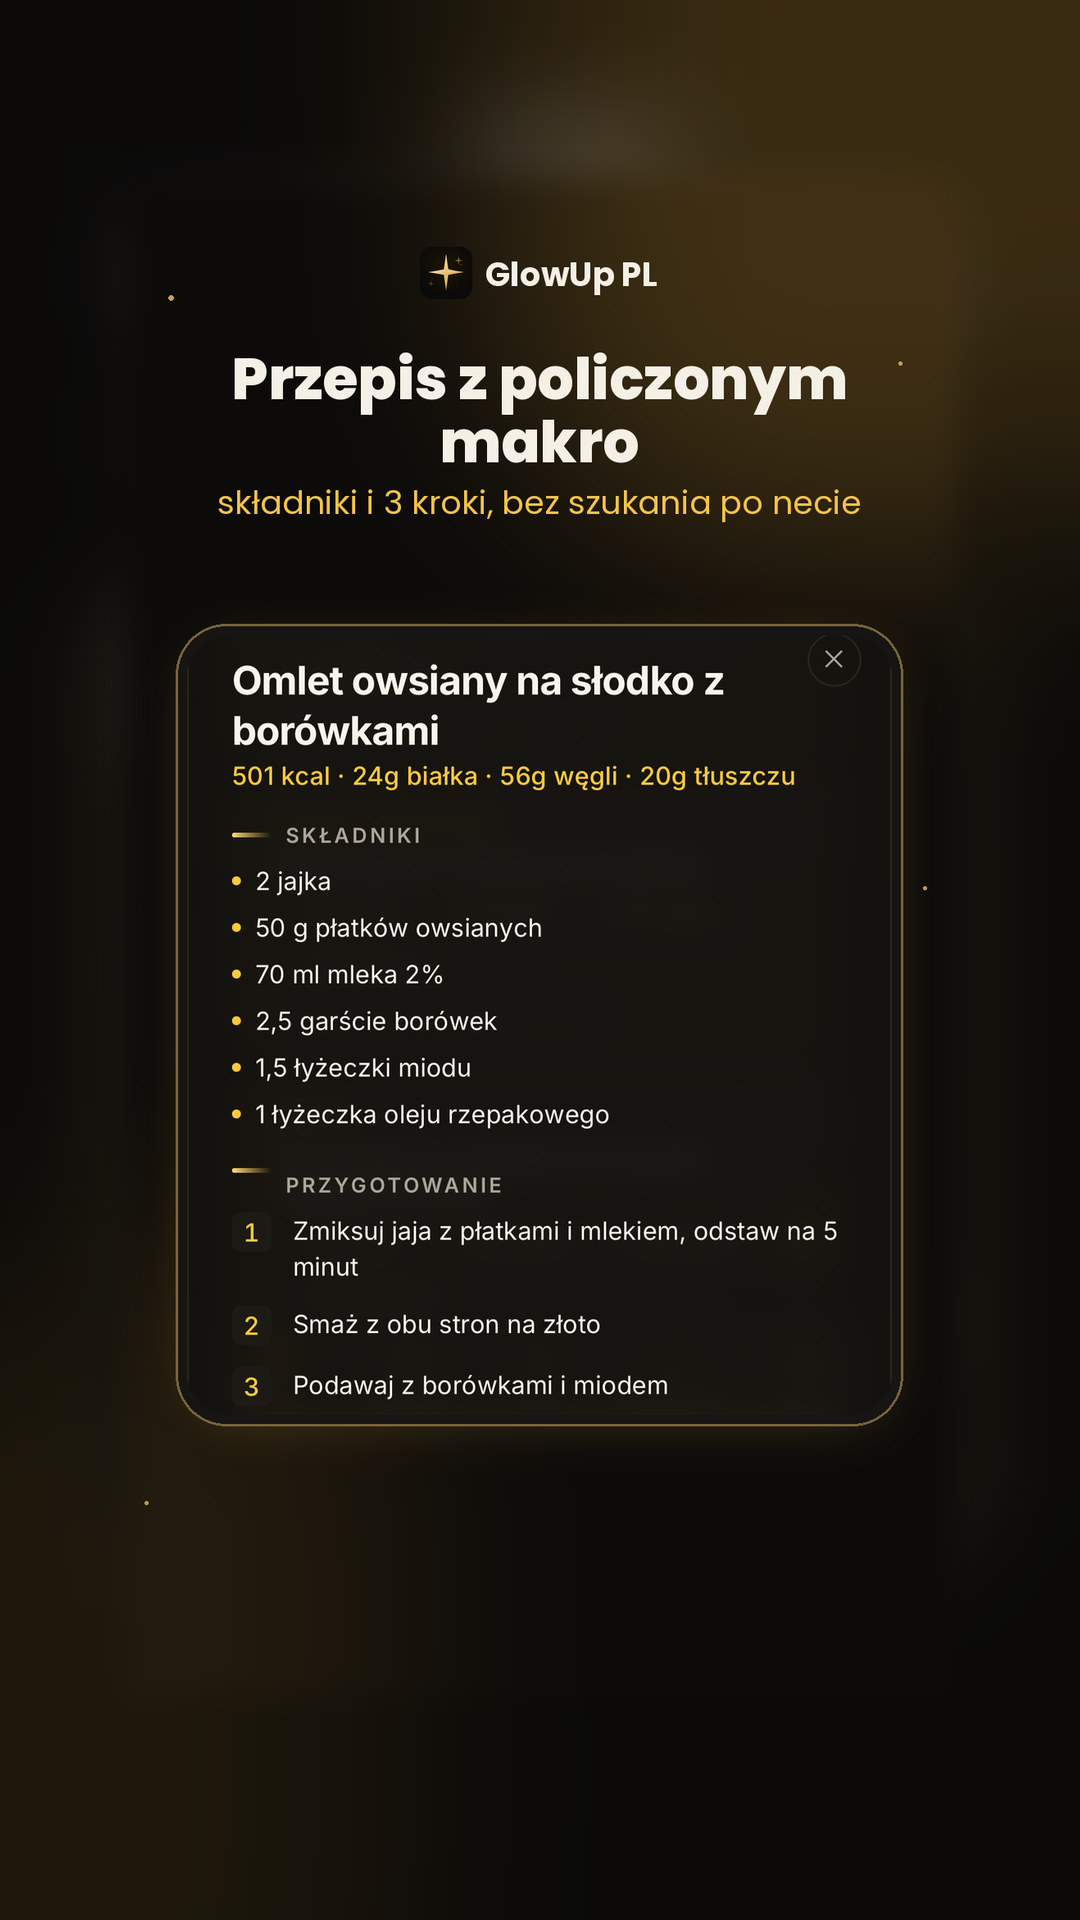 GlowUp PL
Przepis z policzonym
makro
składniki i 3 kroki, bez szukania po necie
Omlet owsiany na słodko z
borówkami
501 kcal · 24g białka · 56g węgli · 20g tłuszczu
SKŁADNIKI
2 jajka
50 g płatków owsianych
70 ml mleka 2%
2,5 garście borówek
1,5 łyżeczki miodu
1 łyżeczka oleju rzepakowego
PRZYGOTOWANIE
1 Zmiksuj jaja z płatkami i mlekiem, odstaw na 5
minut
2 Smaż z obu stron na złoto
3 Podawaj z borówkami i miodem